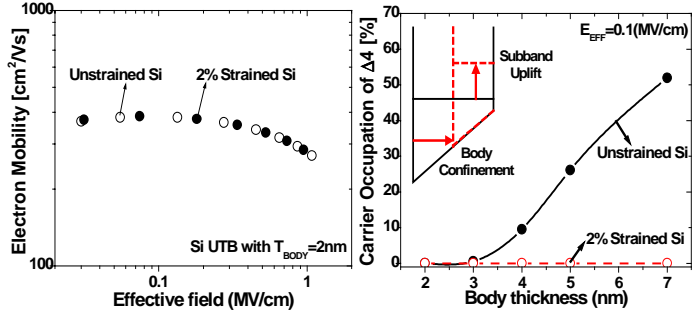 1000
100
Electron Mobility [cm²/Vs]
Unstrained Si
2% Strained Si
Si UTB with T_BODY=2nm
0.1
1
Effective field (MV/cm)
80
70
60
50
40
30
20
10
0
Carrier Occupation of Δ4 [%]
E_EFF=0.1(MV/cm)
Subband
Uplift
Body
Confinement
Unstrained Si
2% Strained Si
2 3 4 5 6 7
Body thickness (nm)